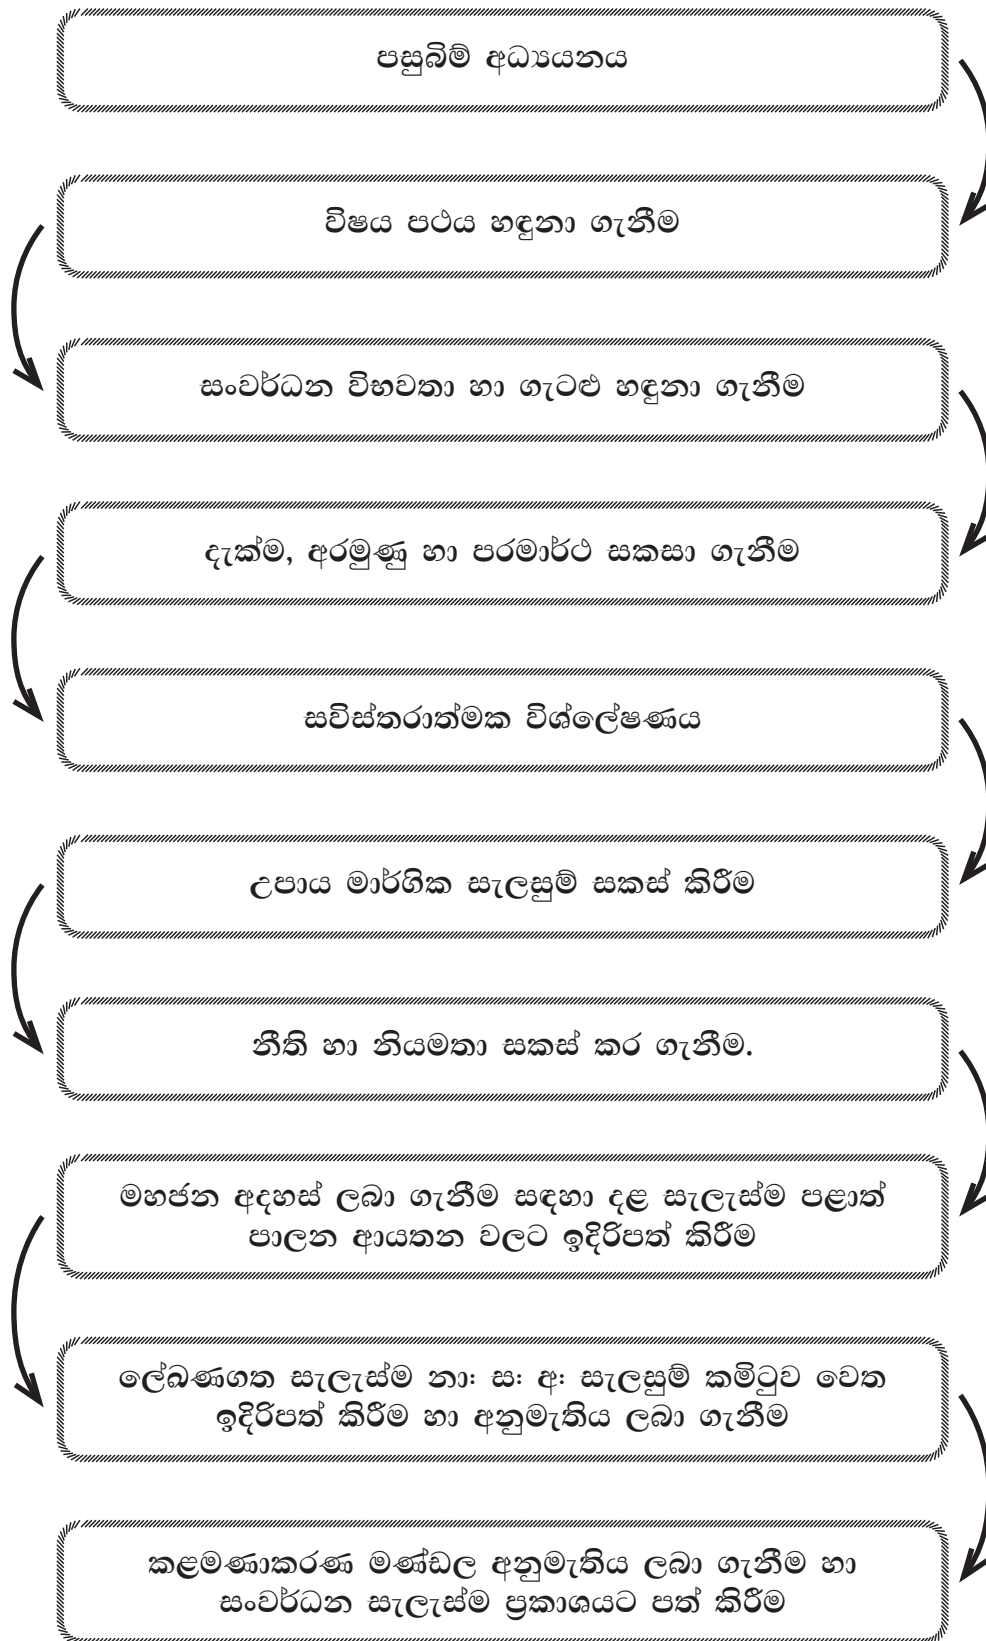 පසුබිම් අධ්‍යයනය
විෂය පථය හඳුනා ගැනීම
සංවර්ධන විභවතා හා ගැටළු හඳුනා ගැනීම
දැක්ම, අරමුණු හා පරමාර්ථ සකසා ගැනීම
සවිස්තරාත්මක විශ්ලේෂණය
උපාය මාර්ගික සැලසුම් සකස් කිරීම
නීති හා නියමතා සකස් කර ගැනීම.
මහජන අදහස් ලබා ගැනීම සඳහා දළ සැලැස්ම පළාත්
පාලන ආයතන වලට ඉදිරිපත් කිරීම
ලේඛණගත සැලැස්ම නා: ස: අ: සැලසුම් කමිටුව වෙත
ඉදිරිපත් කිරීම හා අනුමැතිය ලබා ගැනීම
කළමණාකරණ මණ්ඩල අනුමැතිය ලබා ගැනීම හා
සංවර්ධන සැලැස්ම ප්‍රකාශයට පත් කිරීම